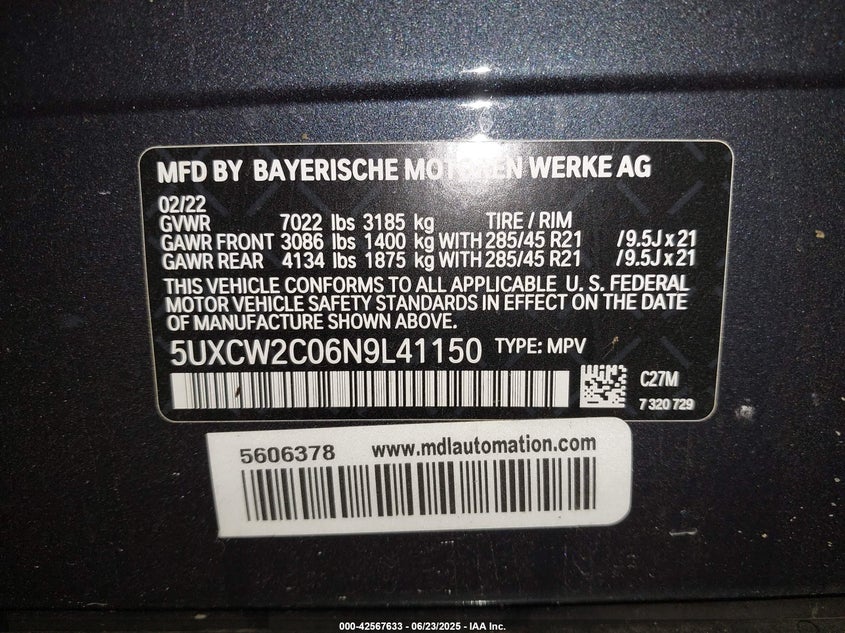 MFD BY BAYERISCHE MOTOREN WERKE AG
02/22
GVWR 7022 lbs 3185 kg TIRE / RIM
GAWR FRONT 3086 lbs 1400 kg WITH 285/45 R21 /9.5J x 21
GAWR REAR 4134 lbs 1875 kg WITH 285/45 R21 /9.5J x 21
THIS VEHICLE CONFORMS TO ALL APPLICABLE U. S. FEDERAL
MOTOR VEHICLE SAFETY STANDARDS IN EFFECT ON THE DATE
OF MANUFACTURE SHOWN ABOVE.
5UXCW2C06N9L41150 TYPE: MPV
C27M
7 320 729
5606378 www.mdlautomation.com
000-42567633 - 06/23/2025 - IAA Inc.